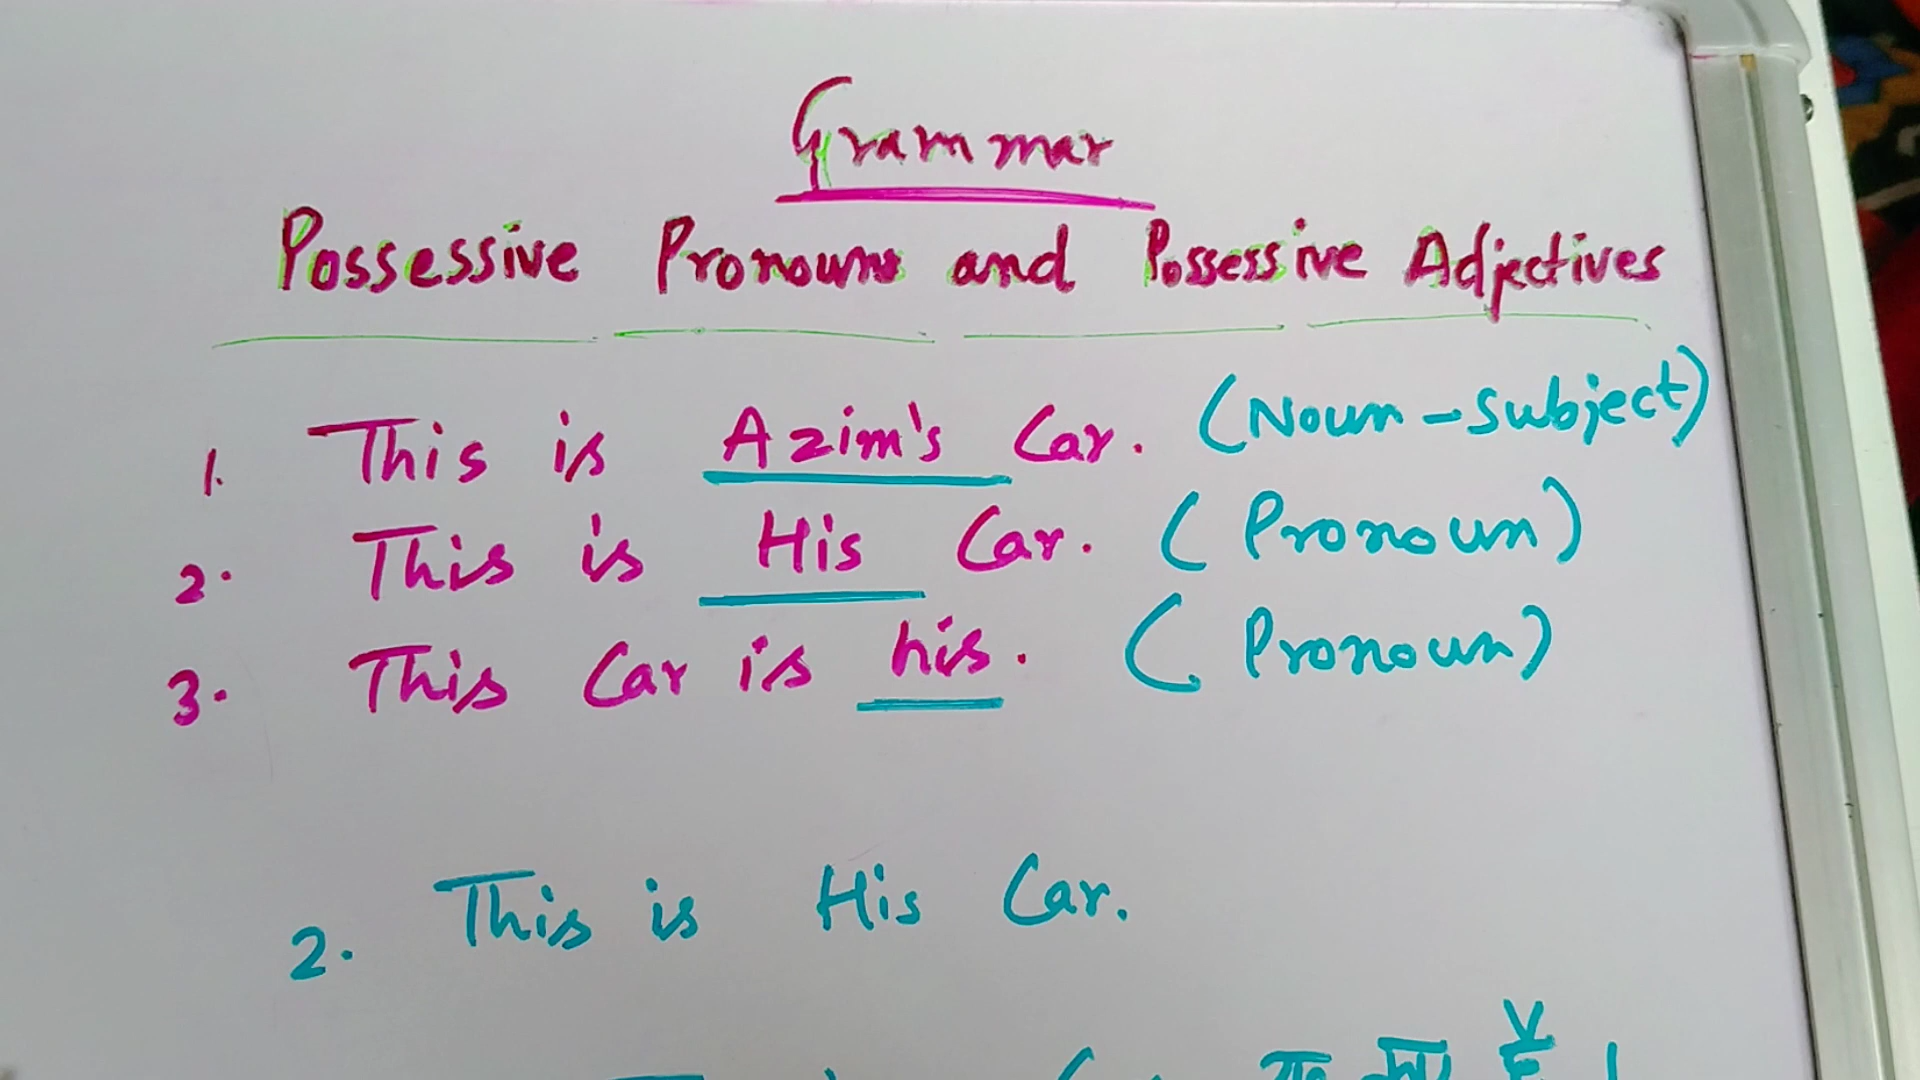 Grammar
Possessive Pronouns and Possessive Adjectives
1. This is Azim's Car. (Noun-Subject)
2. This is His Car. (Pronoun)
3. This Car is his. (Pronoun)
2. This is His Car.